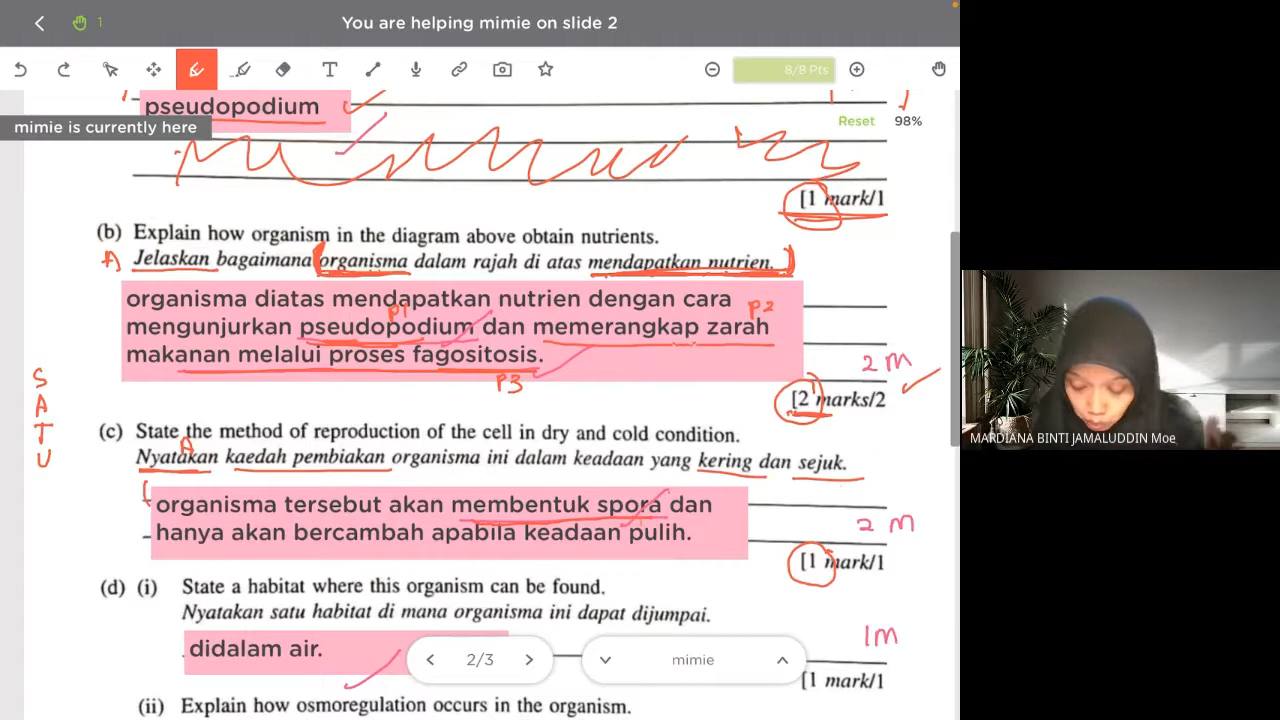 1
You are helping mimie on slide 2
8/8 Pts
pseudopodium
mimie is currently here
Reset 98%
[1 mark/1
(b) Explain how organism in the diagram above obtain nutrients.
A Jelaskan bagaimana organisma dalam rajah di atas mendapatkan nutrien.
organisma diatas mendapatkan nutrien dengan cara
P1 P2
mengunjurkan pseudopodium dan memerangkap zarah
makanan melalui proses fagositosis.
2 M
P3
[2 marks/2
S
A
T
U
(c) State the method of reproduction of the cell in dry and cold condition.
A
Nyatakan kaedah pembiakan organisma ini dalam keadaan yang kering dan sejuk.
organisma tersebut akan membentuk spora dan
hanya akan bercambah apabila keadaan pulih.
2 M
[1 mark/1
(d) (i) State a habitat where this organism can be found.
Nyatakan satu habitat di mana organisma ini dapat dijumpai.
didalam air.
1M
2/3
mimie
[1 mark/1
(ii) Explain how osmoregulation occurs in the organism.
MARDIANA BINTI JAMALUDDIN Moe